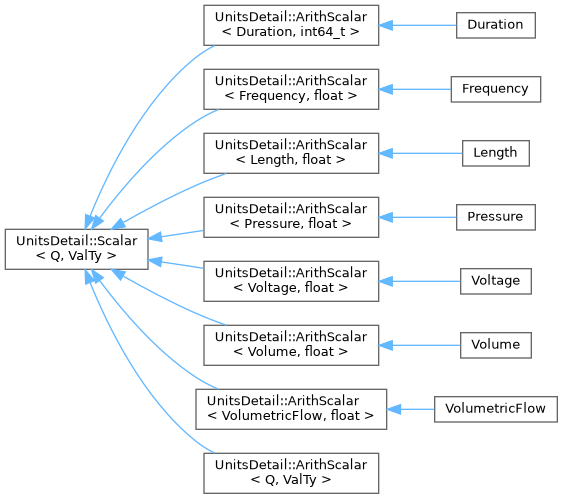 UnitsDetail::ArithScalar
< Duration, int64_t >
Duration
UnitsDetail::ArithScalar
< Frequency, float >
Frequency
UnitsDetail::ArithScalar
< Length, float >
Length
UnitsDetail::ArithScalar
< Pressure, float >
Pressure
UnitsDetail::Scalar
< Q, ValTy >
UnitsDetail::ArithScalar
< Voltage, float >
Voltage
UnitsDetail::ArithScalar
< Volume, float >
Volume
UnitsDetail::ArithScalar
< VolumetricFlow, float >
VolumetricFlow
UnitsDetail::ArithScalar
< Q, ValTy >